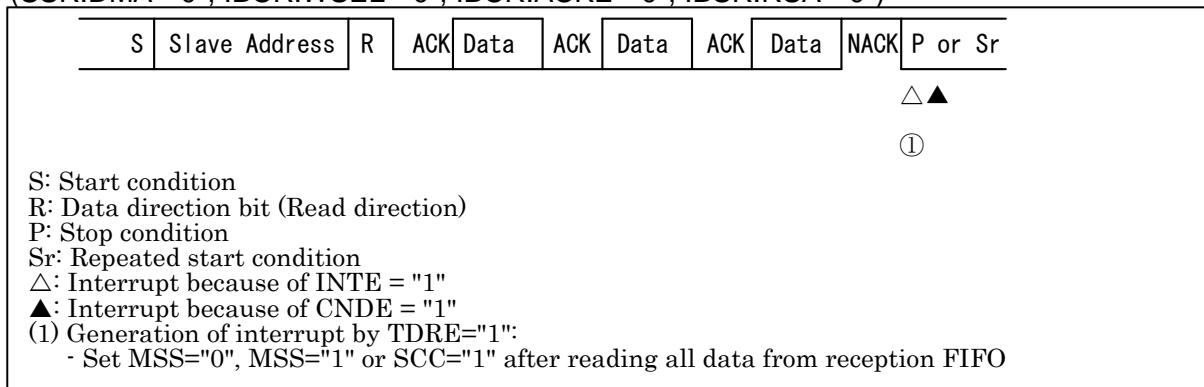 S Slave Address R ACK Data ACK Data ACK Data NACK P or Sr
△▲
①
S: Start condition
R: Data direction bit (Read direction)
P: Stop condition
Sr: Repeated start condition
△: Interrupt because of INTE = "1"
▲: Interrupt because of CNDE = "1"
(1) Generation of interrupt by TDRE="1":
- Set MSS="0", MSS="1" or SCC="1" after reading all data from reception FIFO